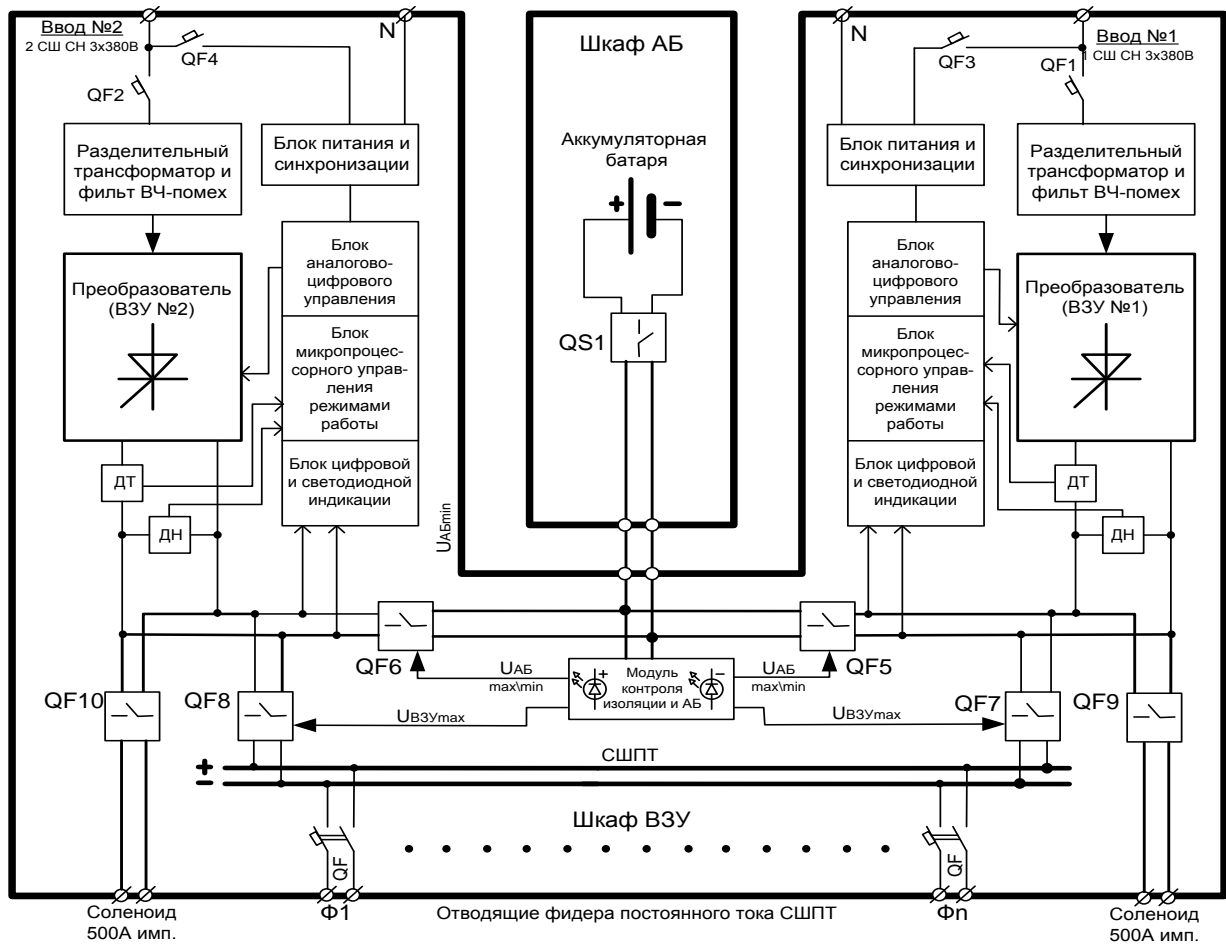 Ввод №2
2 СШ СН 3х380В
N
QF4
QF2
Разделительный
трансформатор и
фильт ВЧ-помех
Блок питания и
синхронизации
Преобразователь
(ВЗУ №2)
Блок
аналогово-
цифрового
управления
Блок
микропроцес-
сорного управ-
ления
режимами
работы
Блок цифровой
и светодиодной
индикации
ДТ
ДН
UАБmin
Шкаф АБ
Аккумуляторная
батаря
+
−
QS1
N
Ввод №1
1 СШ СН 3х380В
QF3
QF1
Блок питания и
синхронизации
Разделительный
трансформатор и
фильт ВЧ-помех
Блок
аналогово-
цифрового
управления
Преобразователь
(ВЗУ №1)
Блок
микропроцес-
сорного управ-
ления
режимами
работы
Блок цифровой
и светодиодной
индикации
ДТ
ДН
QF6
QF5
UАБ
max\min
+
Модуль
контроля
изоляции и АБ
−
UАБ
max\min
QF10
QF8
UВЗУmax
UВЗУmax
QF7
QF9
+
−
СШПТ
Шкаф ВЗУ
QF
QF
Соленоид
500А имп.
Ф1
Отводящие фидера постоянного тока СШПТ
Фn
Соленоид
500А имп.